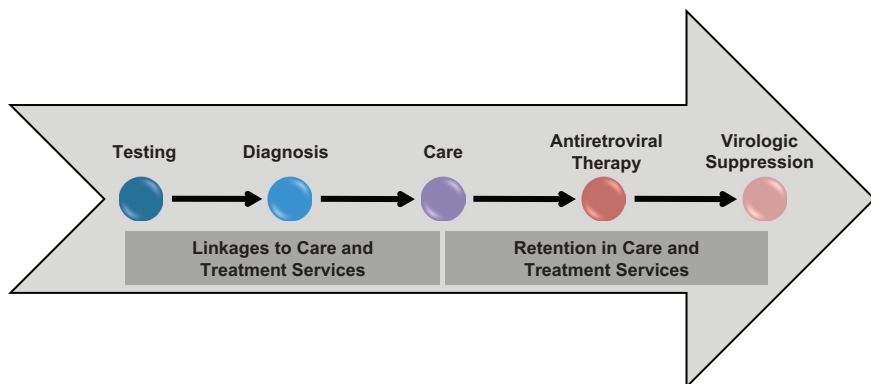 Testing
Diagnosis
Care
Antiretroviral
Therapy
Virologic
Suppression
Linkages to Care and
Treatment Services
Retention in Care and
Treatment Services